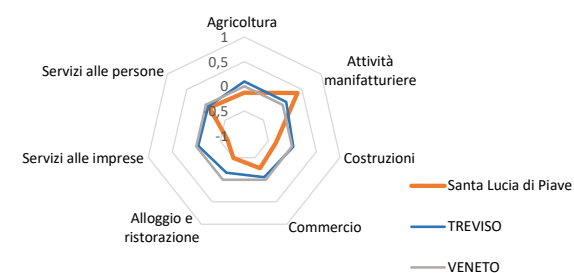 Agricoltura
1
0,5
0
0,5
-1
Attività
manifatturiere
Costruzioni
Commercio
Alloggio e
ristorazione
Servizi alle imprese
Servizi alle persone
Santa Lucia di Piave
TREVISO
VENETO